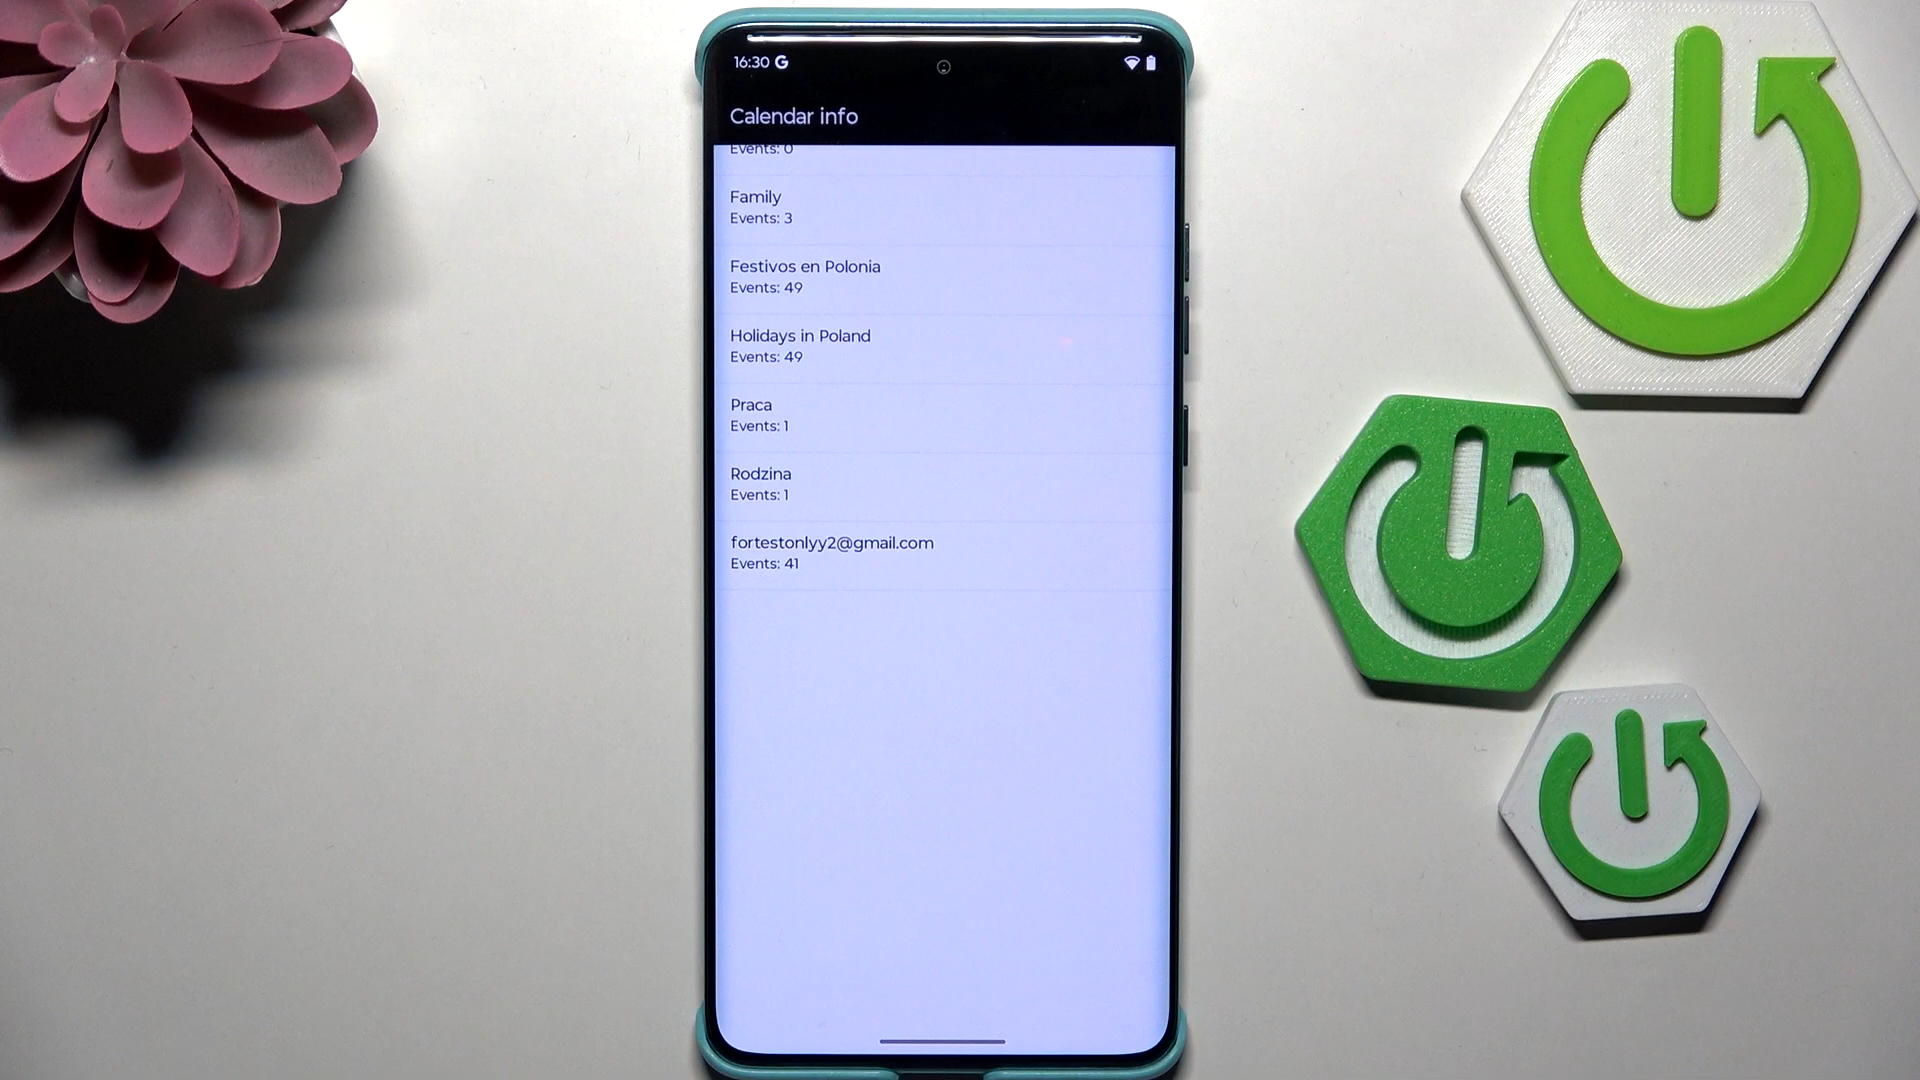 16:30 G
Calendar info
Events: 0
Family
Events: 3
Festivos en Polonia
Events: 49
Holidays in Poland
Events: 49
Praca
Events: 1
Rodzina
Events: 1
fortestonlyy2@gmail.com
Events: 41